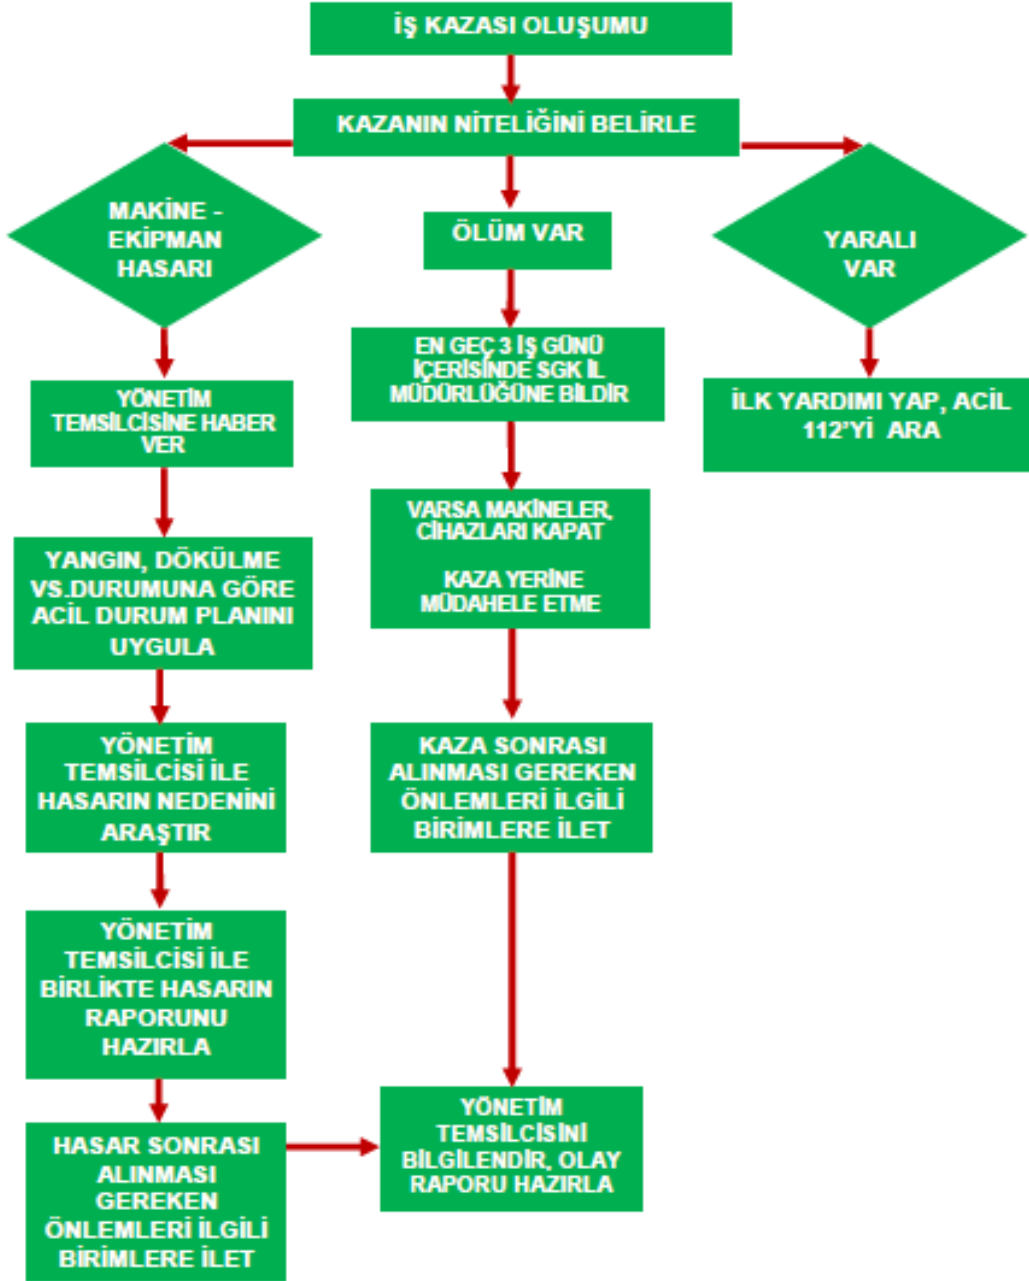 İŞ KAZASI OLUŞUMU
KAZANIN NİTELİĞİNİ BELİRLE
MAKİNE -
EKİPMAN
HASARI
ÖLÜM VAR
YARALI
VAR
YÖNETİM
TEMSİLCİSİNE HABER
VER
EN GEÇ 3 İŞ GÜNÜ
İÇERİSİNDE SGK İL
MÜDÜRLÜĞÜNE BİLDİR
İLK YARDIMI YAP, ACİL
112'Yİ ARA
YANGIN, DÖKÜLME
VS.DURUMUNA GÖRE
ACİL DURUM PLANINI
UYGULA
VARSA MAKİNELER,
CİHAZLARI KAPAT
KAZA YERİNE
MÜDAHELE ETME
YÖNETİM
TEMSİLCİSİ İLE
HASARIN NEDENİNİ
ARAŞTIR
KAZA SONRASI
ALINMASI GEREKEN
ÖNLEMLERİ İLGİLİ
BİRİMLERE İLET
YÖNETİM
TEMSİLCİSİ İLE
BİRLİKTE HASARIN
RAPORUNU
HAZIRLA
HASAR SONRASI
ALINMASI
GEREKEN
ÖNLEMLERİ İLGİLİ
BİRİMLERE İLET
YÖNETİM
TEMSİLCİSİNİ
BİLGİLENDİR, OLAY
RAPORU HAZIRLA